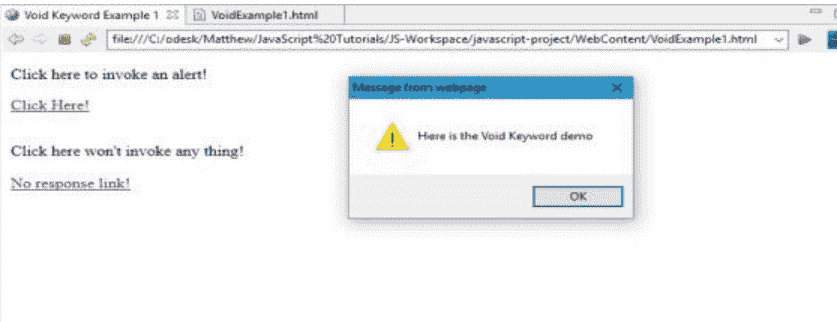 Void Keyword Example 1
VoidExample1.html
file:///C:/odesk/Matthew/JavaScript%20Tutorials/JS-Workspace/javascript-project/WebContent/VoidExample1.html
Click here to invoke an alert!
Click Here!
Click here won't invoke any thing!
No response link!
Message from webpage
Here is the Void Keyword demo
OK